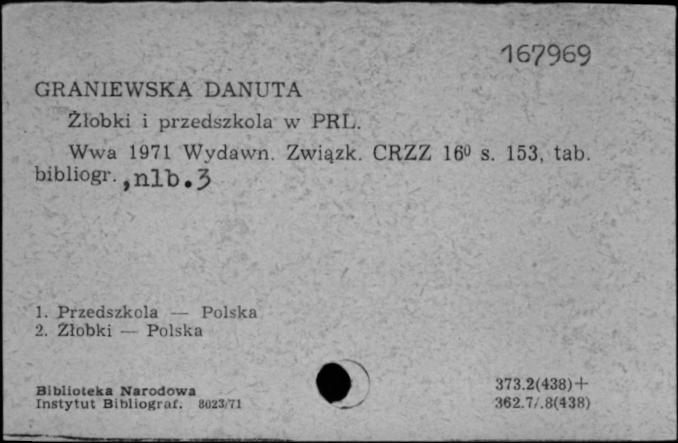 167969
GRANIEWSKA DANUTA
Żłobki i przedszkola w PRL.
Wwa 1971 Wydawn. Związk. CRZZ 16⁰ s. 153, tab.
bibliogr. , nlb. 3
1. Przedszkola — Polska
2. Żłobki — Polska
Biblioteka Narodowa
Instytut Bibliograf. 8023/71
373.2(438)+
362.7/.8(438)